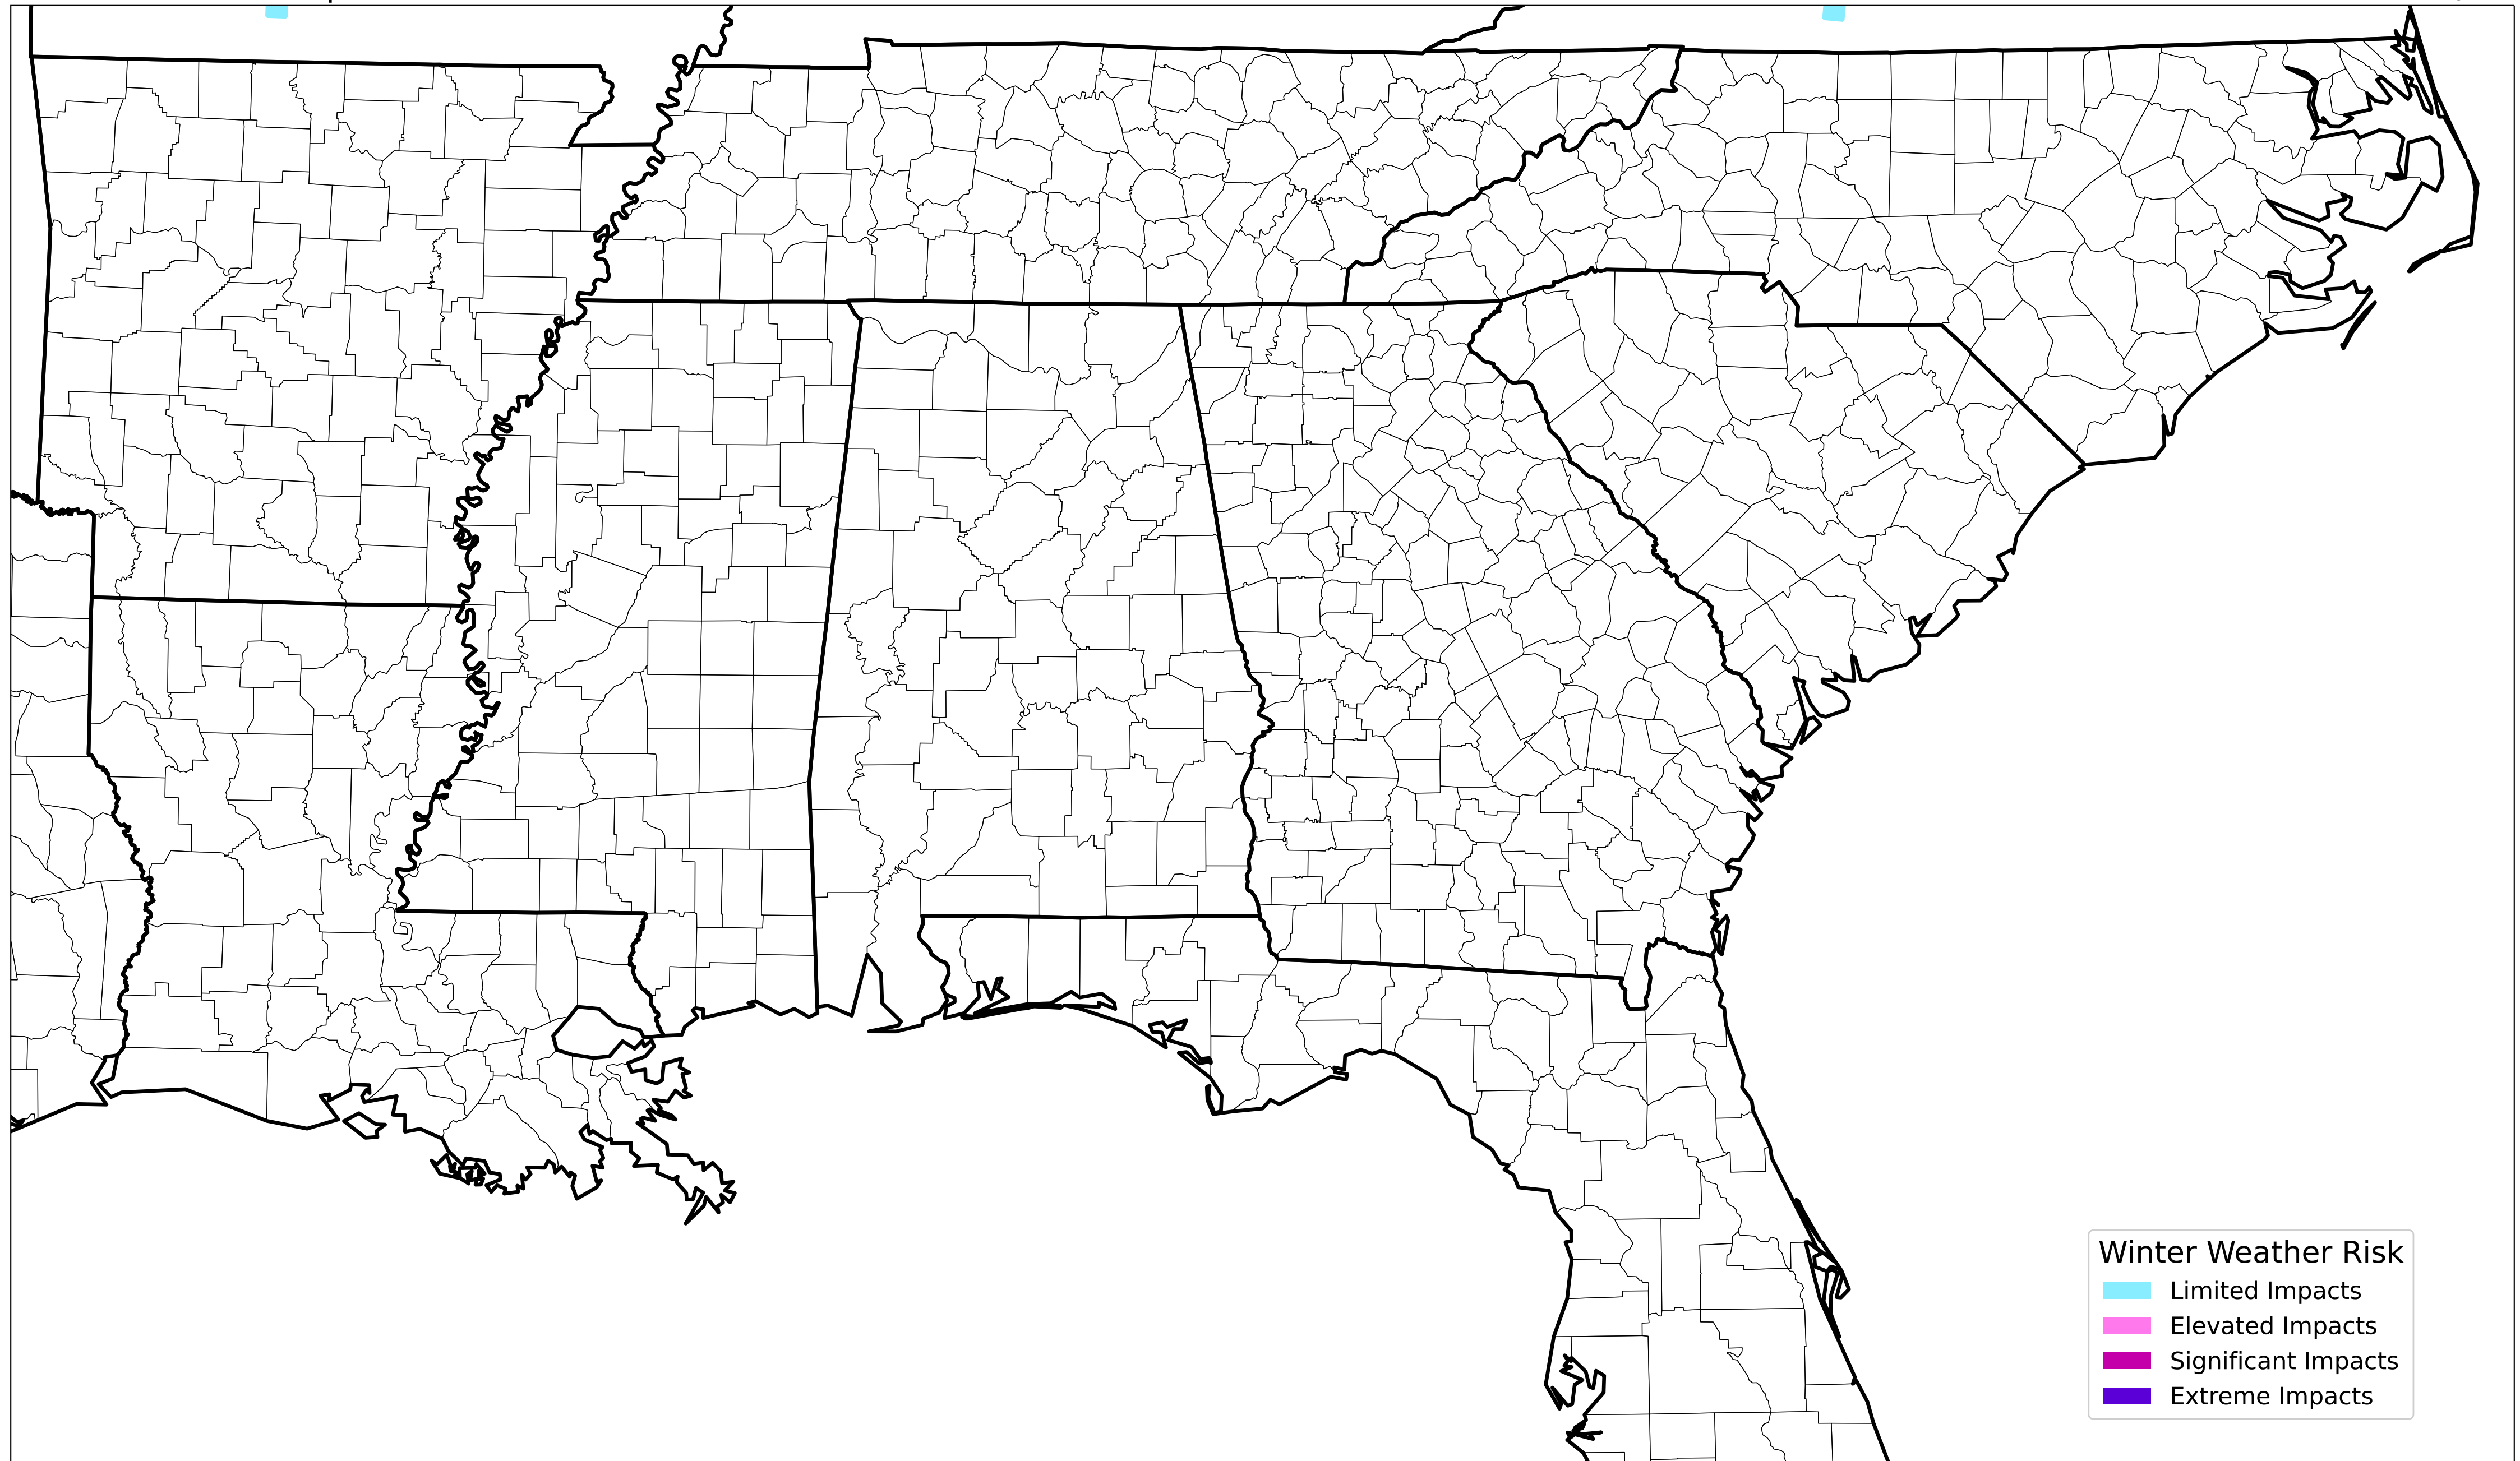 Winter Weather Risk
Limited Impacts
Elevated Impacts
Significant Impacts
Extreme Impacts